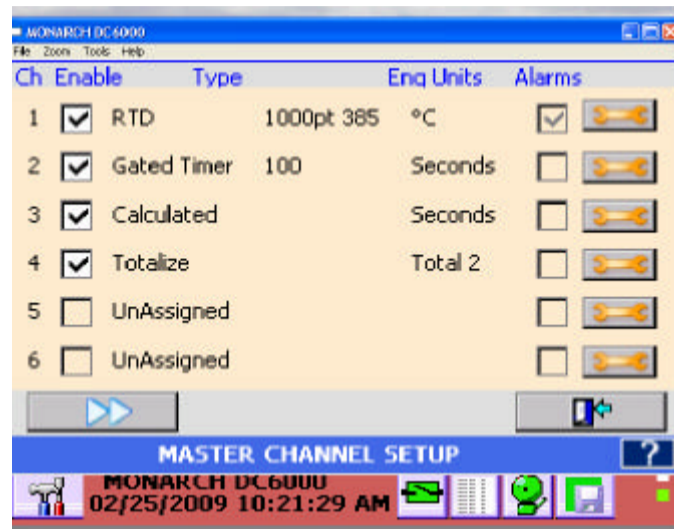 MONARCH DC6000
File Zoom Tools Help
Ch Enable Type Eng Units Alarms
1 RTD 1000pt 385 °C
2 Gated Timer 100 Seconds
3 Calculated Seconds
4 Totalize Total 2
5 UnAssigned
6 UnAssigned
MASTER CHANNEL SETUP ?
MONARCH DC6000
02/25/2009 10:21:29 AM